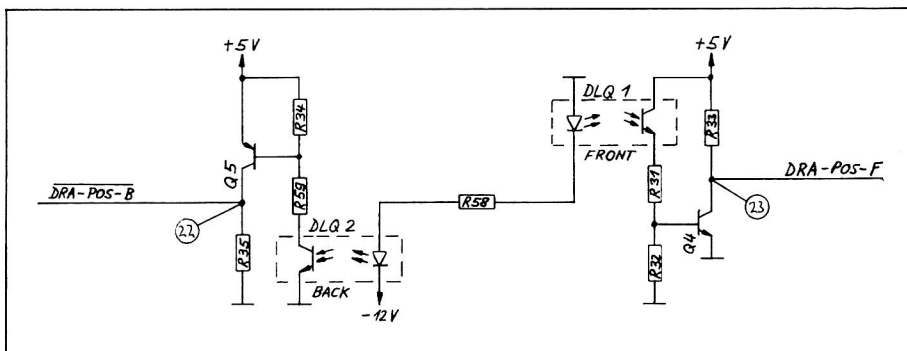 +5V
+5V
DLQ 1
R34
R33
Q5
FRONT
DRA-POS-B
DRA-POS-F
R59
R58
R31
22
23
DLQ 2
Q4
R35
R32
BACK
-12V